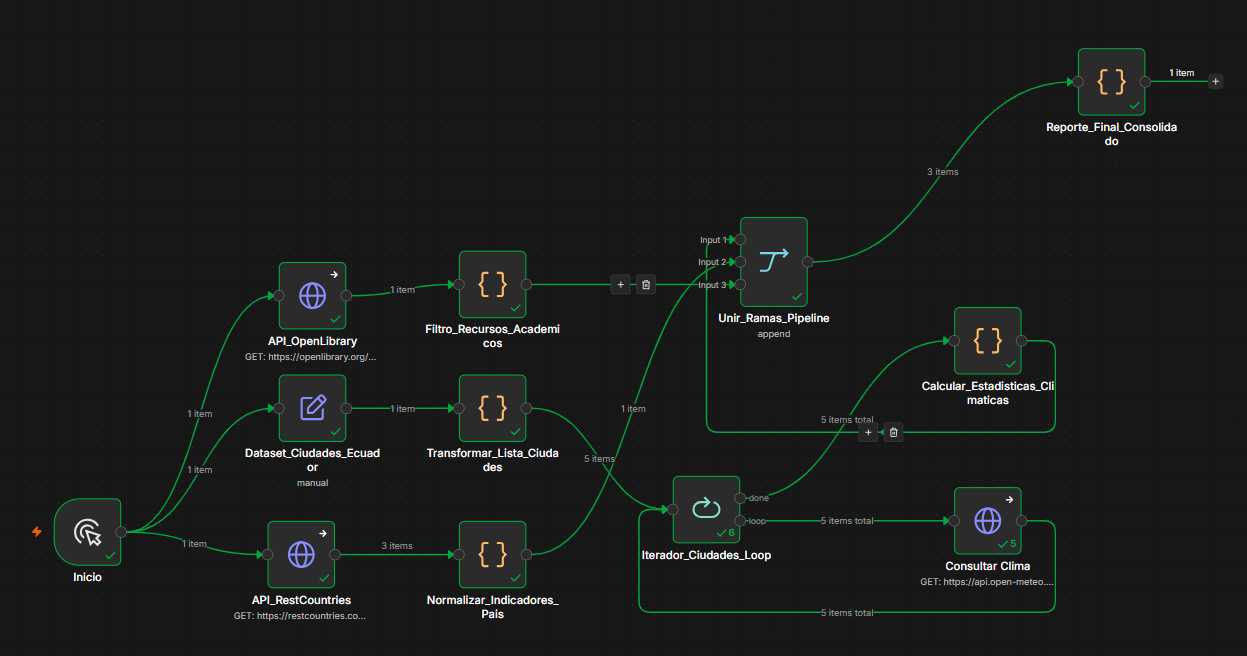 1 item
Reporte_Final_Consolida
do
3 items
Input 1
Input 2
Input 3
Unir_Ramas_Pipeline
append
1 item
API_OpenLibrary
GET: https://openlibrary.org/...
Filtro_Recursos_Academi
cos
Calcular_Estadisticas_Cli
maticas
1 item
1 item
1 item
5 items total
Dataset_Ciudades_Ecuad
or
manual
Transformar_Lista_Ciuda
des
5 items
1 item
done
loop
6
Iterador_Ciudades_Loop
5 items total
5
Consultar Clima
GET: https://api.open-meteo....
Inicio
1 item
3 items
API_RestCountries
GET: https://restcountries.co...
Normalizar_Indicadores_
Pais
5 items total